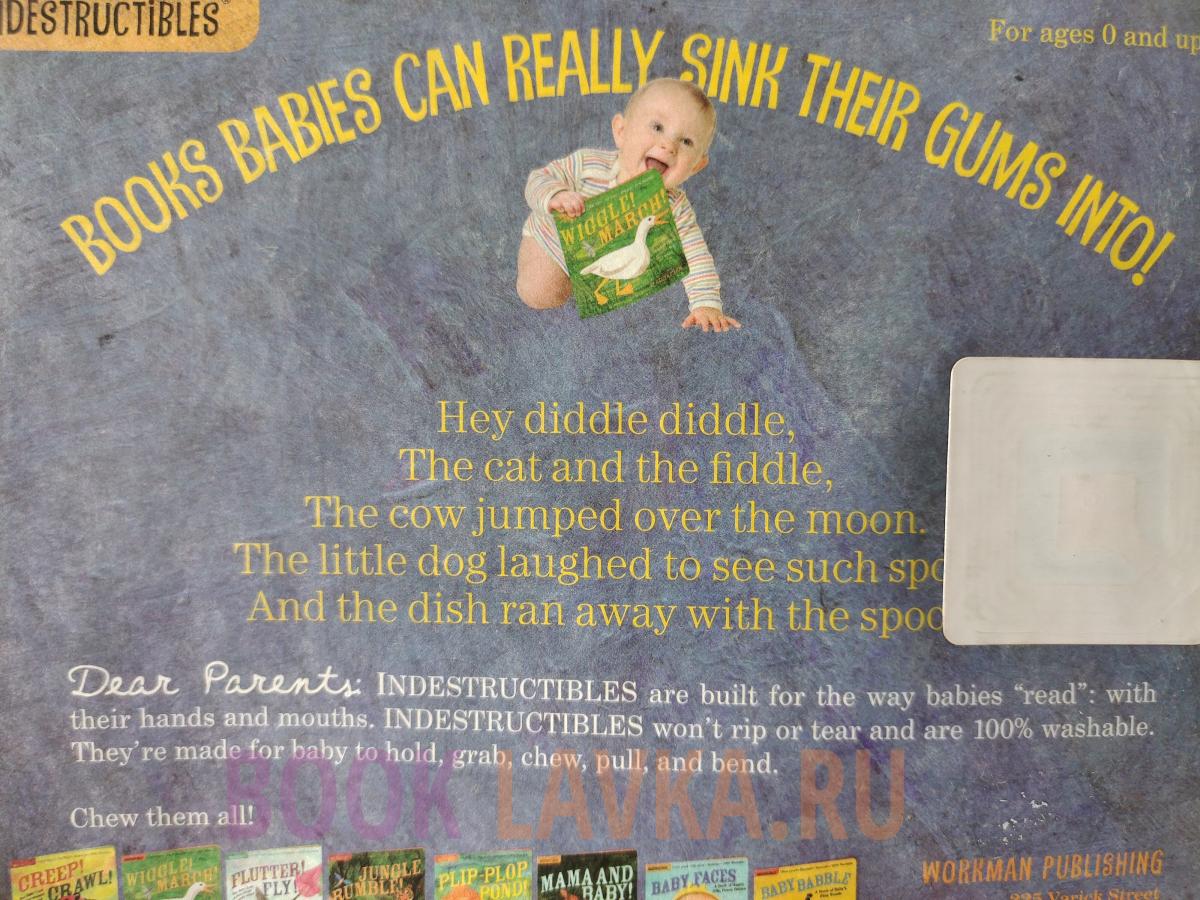 INDESTRUCTIBLES
For ages 0 and up
BOOKS BABIES CAN REALLY SINK THEIR GUMS INTO!
WIGGLE!
MARCH!
Hey diddle diddle,
The cat and the fiddle,
The cow jumped over the moon.
The little dog laughed to see such spo
And the dish ran away with the spoo
Dear Parents: INDESTRUCTIBLES are built for the way babies “read”: with
their hands and mouths. INDESTRUCTIBLES won’t rip or tear and are 100% washable.
They’re made for baby to hold, grab, chew, pull, and bend.
BOOK LAVKA.RU
Chew them all!
CREEP!
CRAWL!
WIGGLE!
MARCH!
FLUTTER!
FLY!
JUNGLE
RUMBLE!
PLIP-PLOP
POND!
MAMA AND
BABY!
BABY FACES
BABY BABBLE
WORKMAN PUBLISHING
225 Varick Street